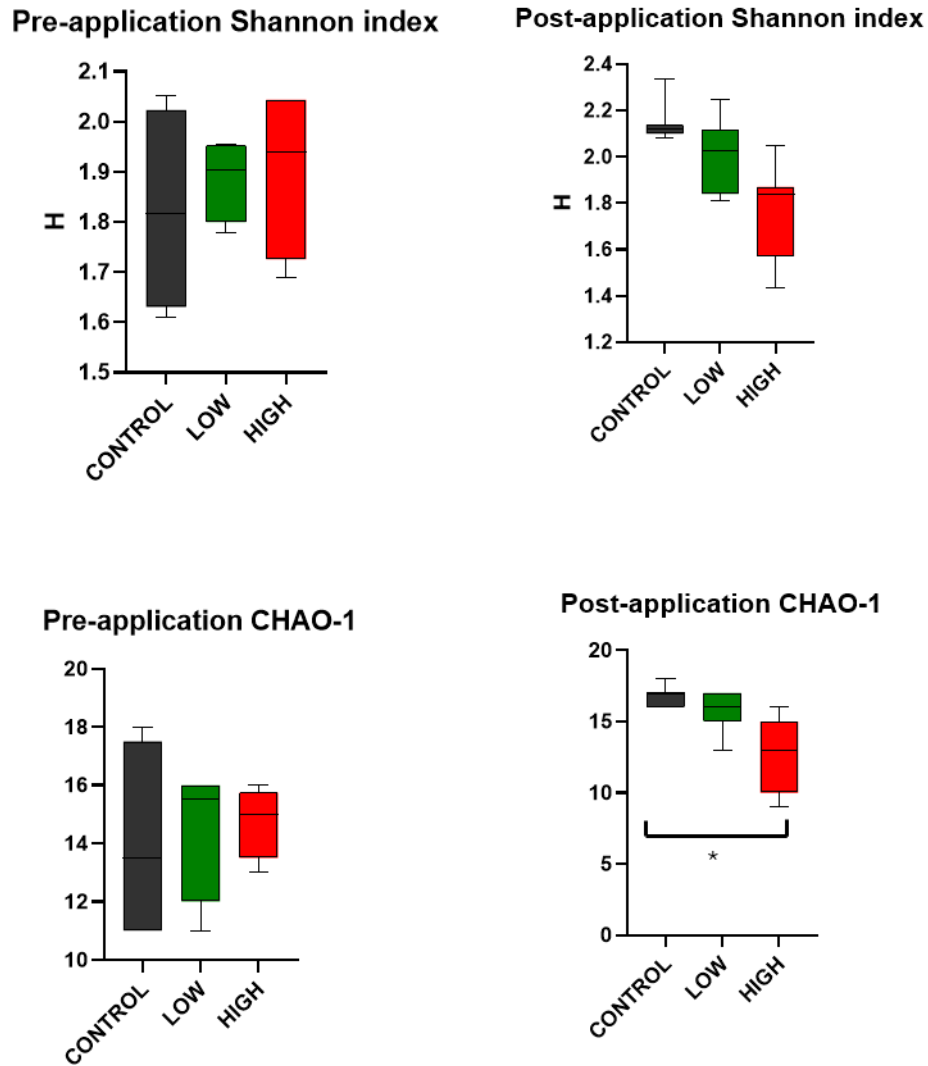 Pre-application Shannon index
2.1
2.0
1.9
1.8
1.7
1.6
1.5
H
CONTROL
LOW
HIGH
Post-application Shannon index
2.4
2.2
2.0
1.8
1.6
1.4
1.2
H
CONTROL
LOW
HIGH
Pre-application CHAO-1
20
18
16
14
12
10
CONTROL
LOW
HIGH
Post-application CHAO-1
20
15
10
5
0
*
CONTROL
LOW
HIGH